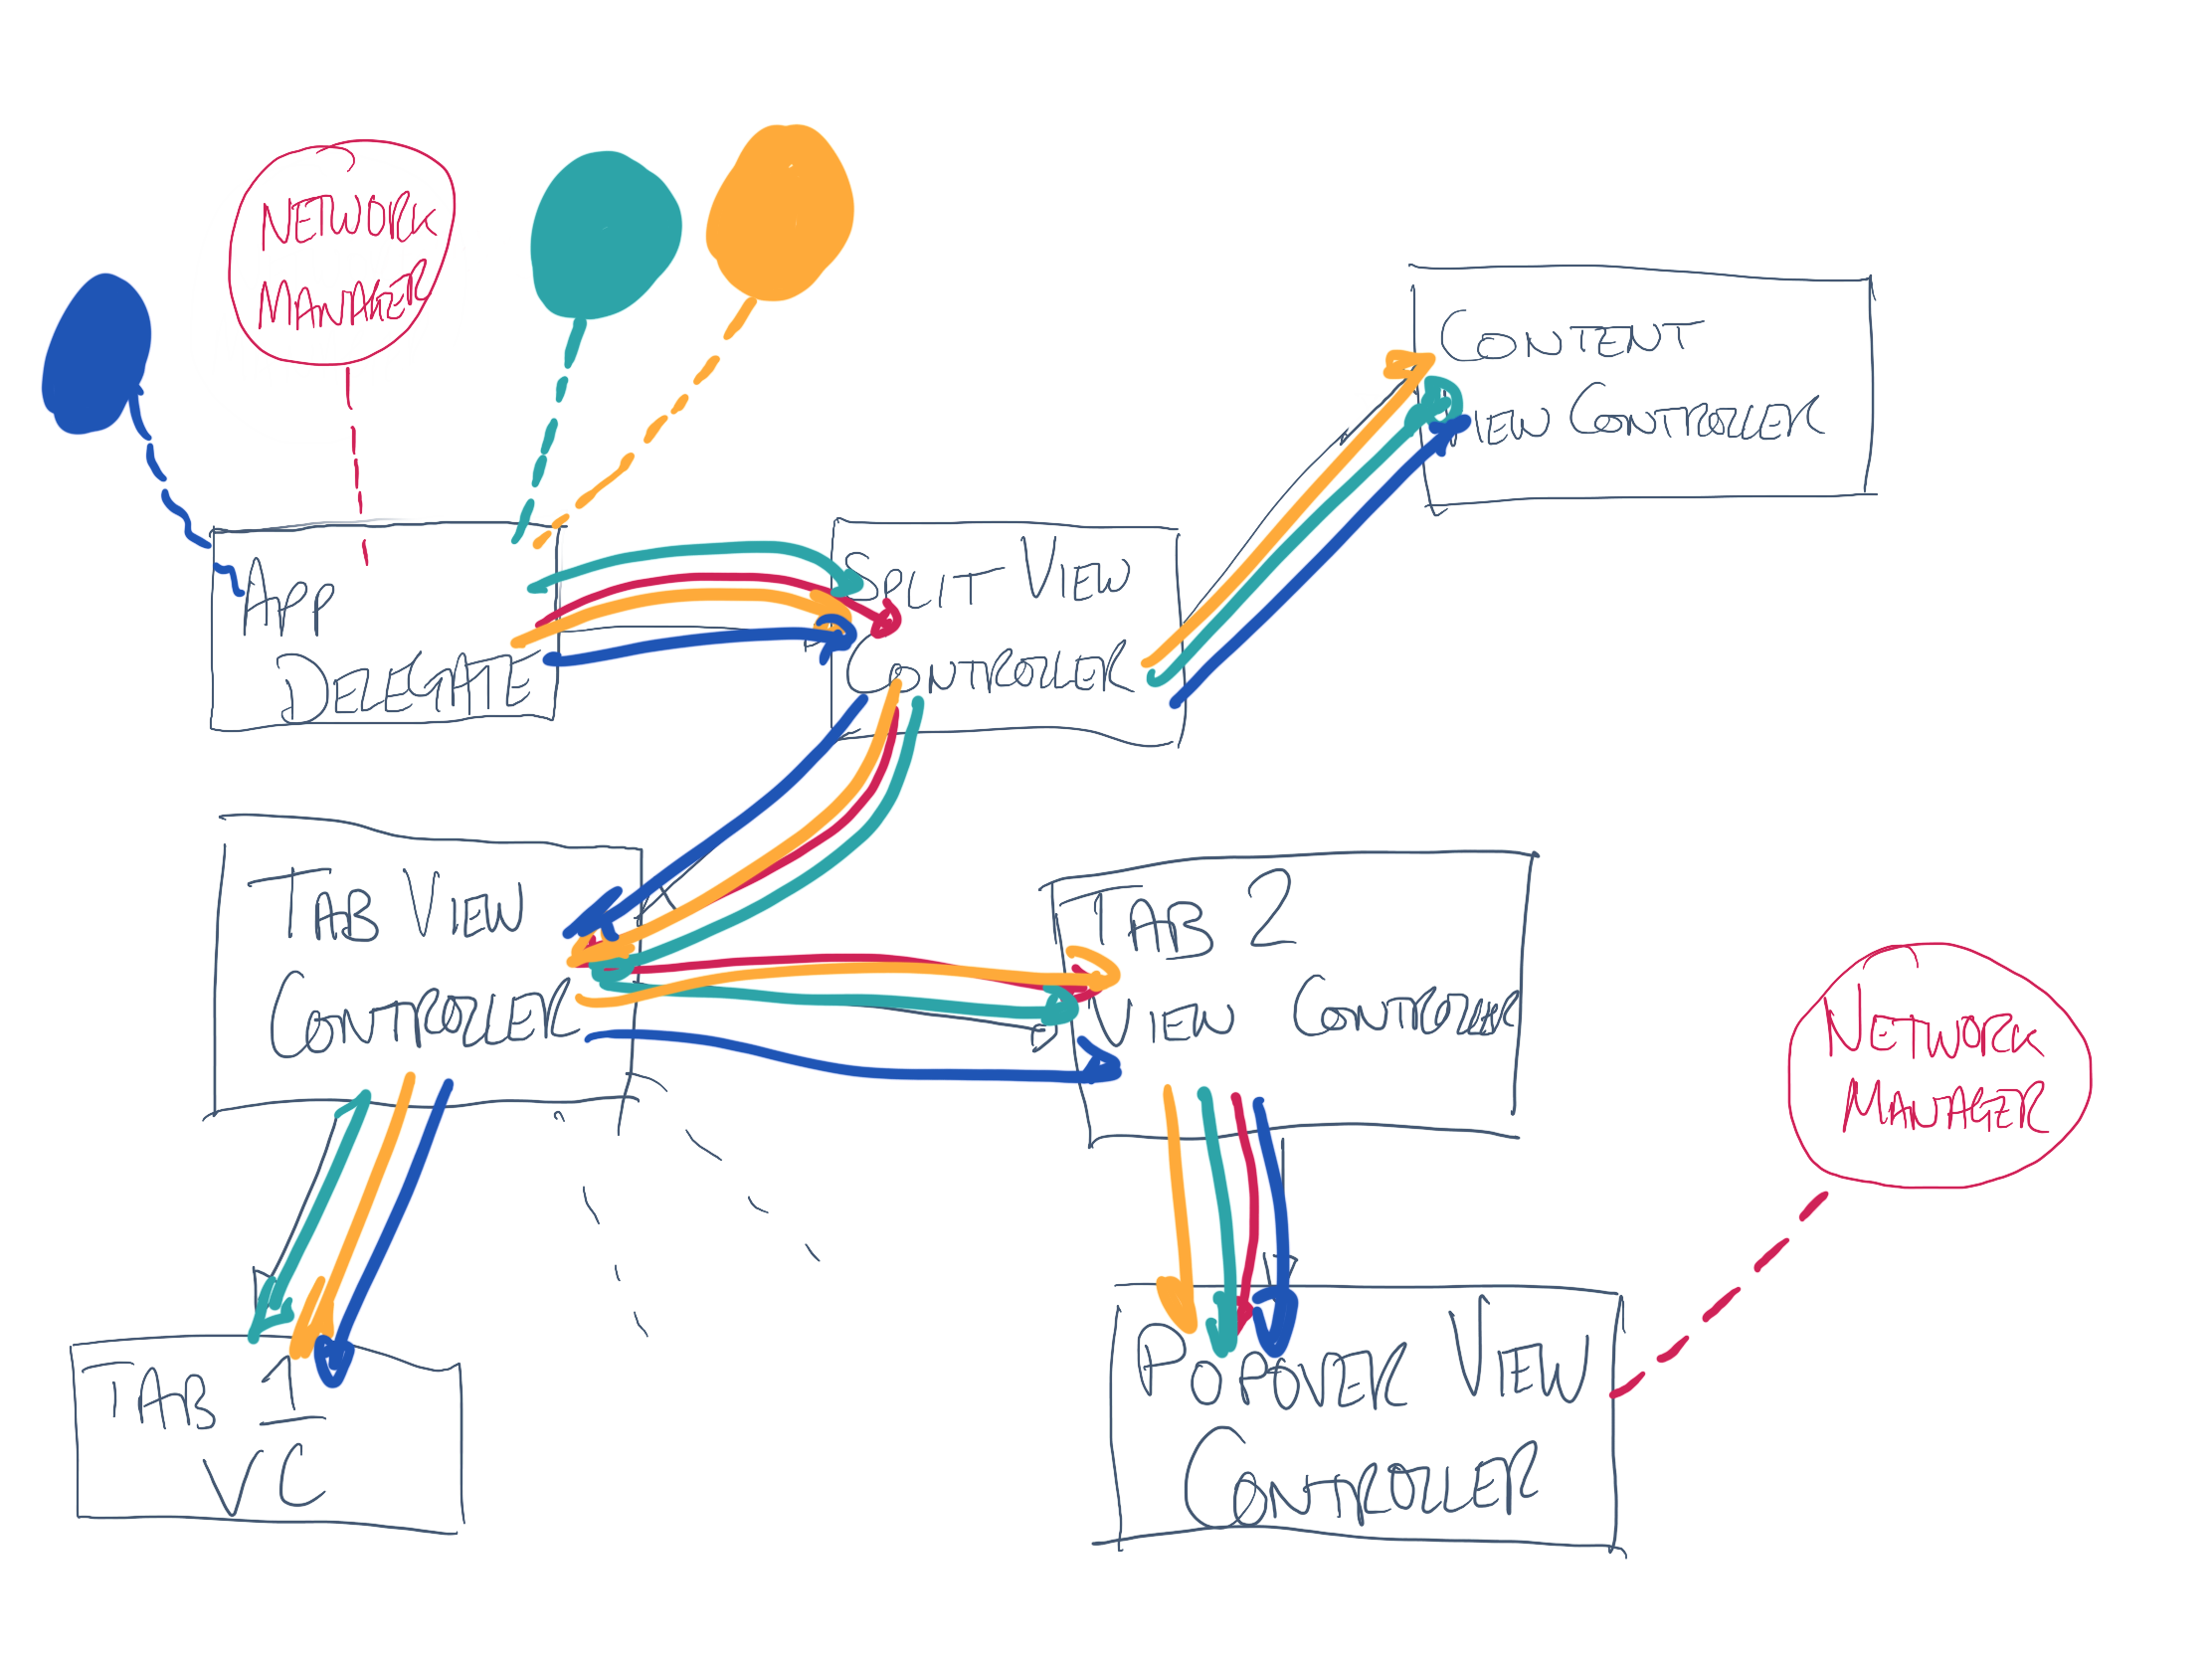 NETWORK
MANAGER
CONTENT
VIEW CONTROLLER
APP
DELEGATE
SPLIT VIEW
CONTROLLER
TAB VIEW
CONTROLLER
TAB 2
VIEW CONTROLLER
NETWORK
MANAGER
TAB 1
VC
POPOVER VIEW
CONTROLLER